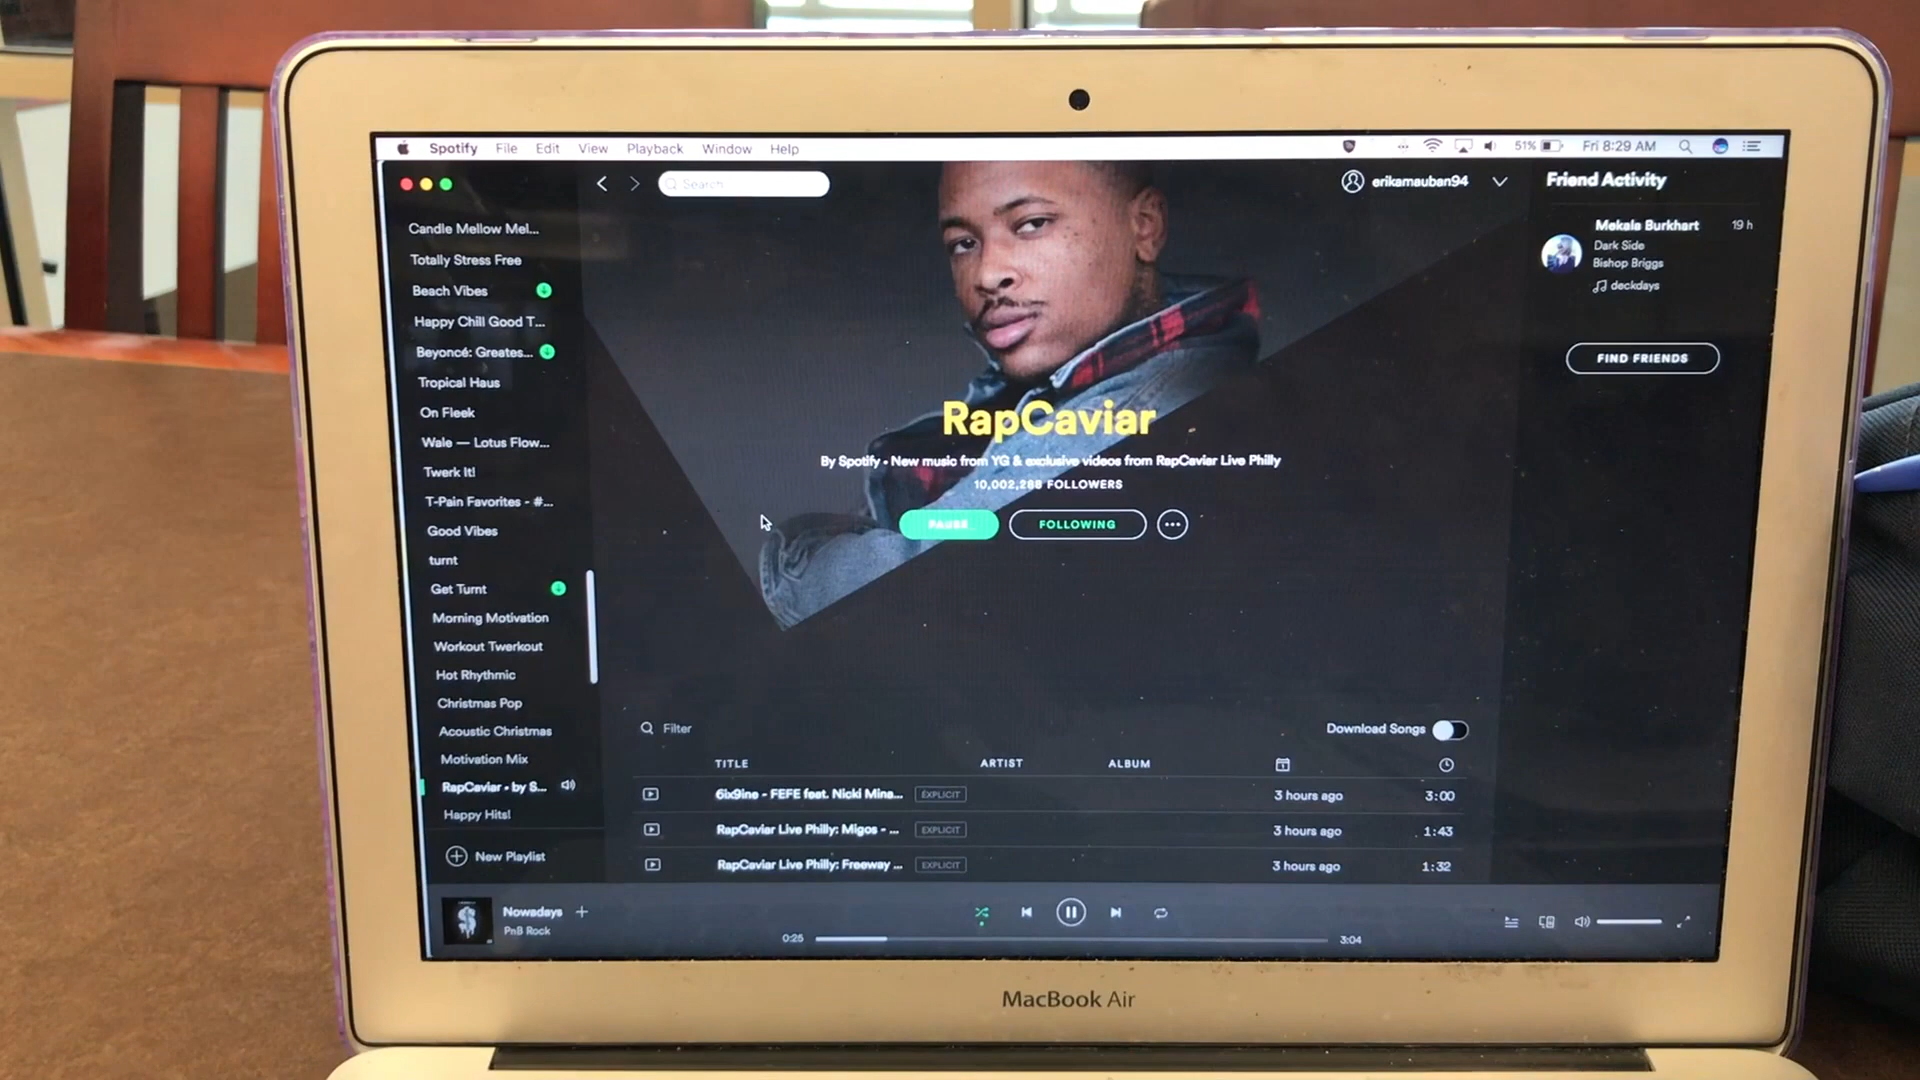 Spotify File Edit View Playback Window Help
51% Fri 8:29 AM
Search
erikamauban94
Friend Activity
Candle Mellow Mel...
Totally Stress Free
Beach Vibes
Happy Chill Good T...
Beyoncé: Greates...
Tropical Haus
On Fleek
Wale — Lotus Flow...
Twerk It!
T-Pain Favorites - #...
Good Vibes
turnt
Get Turnt
Morning Motivation
Workout Twerkout
Hot Rhythmic
Christmas Pop
Acoustic Christmas
Motivation Mix
RapCaviar • by S...
Happy Hits!
New Playlist
RapCaviar
By Spotify • New music from YG & exclusive videos from RapCaviar Live Philly
10,002,288 FOLLOWERS
PAUSE FOLLOWING
Filter
Download Songs
TITLE ARTIST ALBUM
6ix9ine - FEFE feat. Nicki Mina... EXPLICIT 3 hours ago 3:00
RapCaviar Live Philly: Migos - ... EXPLICIT 3 hours ago 1:43
RapCaviar Live Philly: Freeway ... EXPLICIT 3 hours ago 1:32
Mekala Burkhart 19 h
Dark Side
Bishop Briggs
deckdays
FIND FRIENDS
Nowadays
PnB Rock
0:25
3:04
MacBook Air